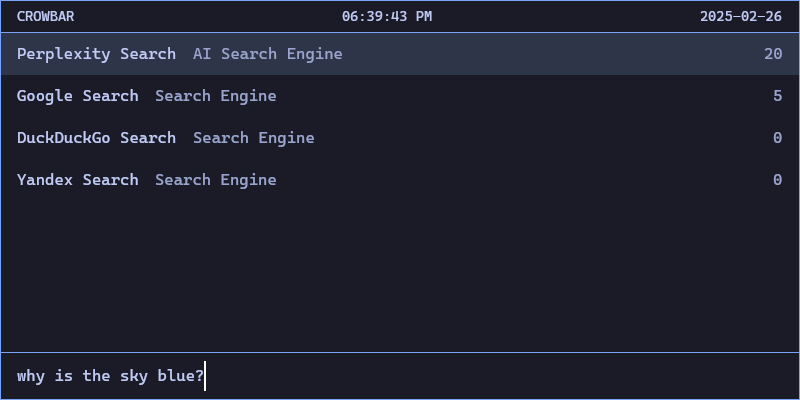 CROWBAR 06:39:43 PM 2025-02-26
Perplexity Search AI Search Engine 20
Google Search Search Engine 5
DuckDuckGo Search Search Engine 0
Yandex Search Search Engine 0
why is the sky blue?